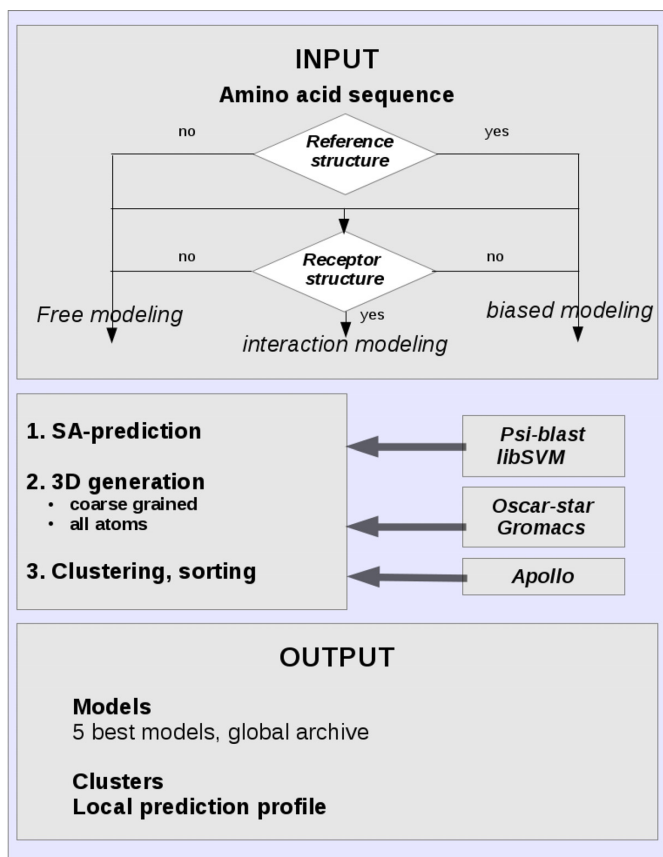 INPUT
Amino acid sequence
no
yes
Reference
structure
no
Receptor
structure
no
Free modeling
yes
biased modeling
interaction modeling
1. SA-prediction
Psi-blast
libSVM
2. 3D generation
• coarse grained
• all atoms
Oscar-star
Gromacs
3. Clustering, sorting
Apollo
OUTPUT
Models
5 best models, global archive
Clusters
Local prediction profile